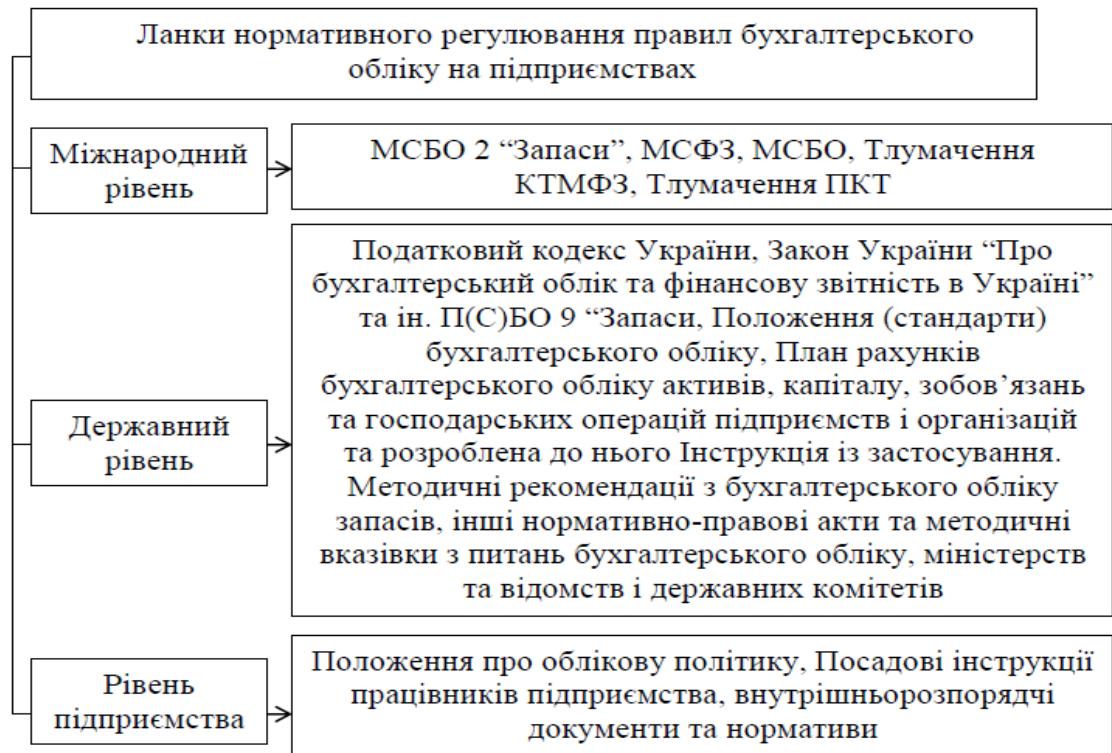 Ланки нормативного регулювання правил бухгалтерського
обліку на підприємствах
Міжнародний
рівень
МСБО 2 “Запаси”, МСФЗ, МСБО, Тлумачення
КТМФЗ, Тлумачення ПКТ
Державний
рівень
Податковий кодекс України, Закон України “Про
бухгалтерський облік та фінансову звітність в Україні”
та ін. П(С)БО 9 “Запаси, Положення (стандарти)
бухгалтерського обліку, План рахунків
бухгалтерського обліку активів, капіталу, зобов’язань
та господарських операцій підприємств і організацій
та розроблена до нього Інструкція із застосування.
Методичні рекомендації з бухгалтерського обліку
запасів, інші нормативно-правові акти та методичні
вказівки з питань бухгалтерського обліку, міністерств
та відомств і державних комітетів
Рівень
підприємства
Положення про облікову політику, Посадові інструкції
працівників підприємства, внутрішньорозпорядчі
документи та нормативи